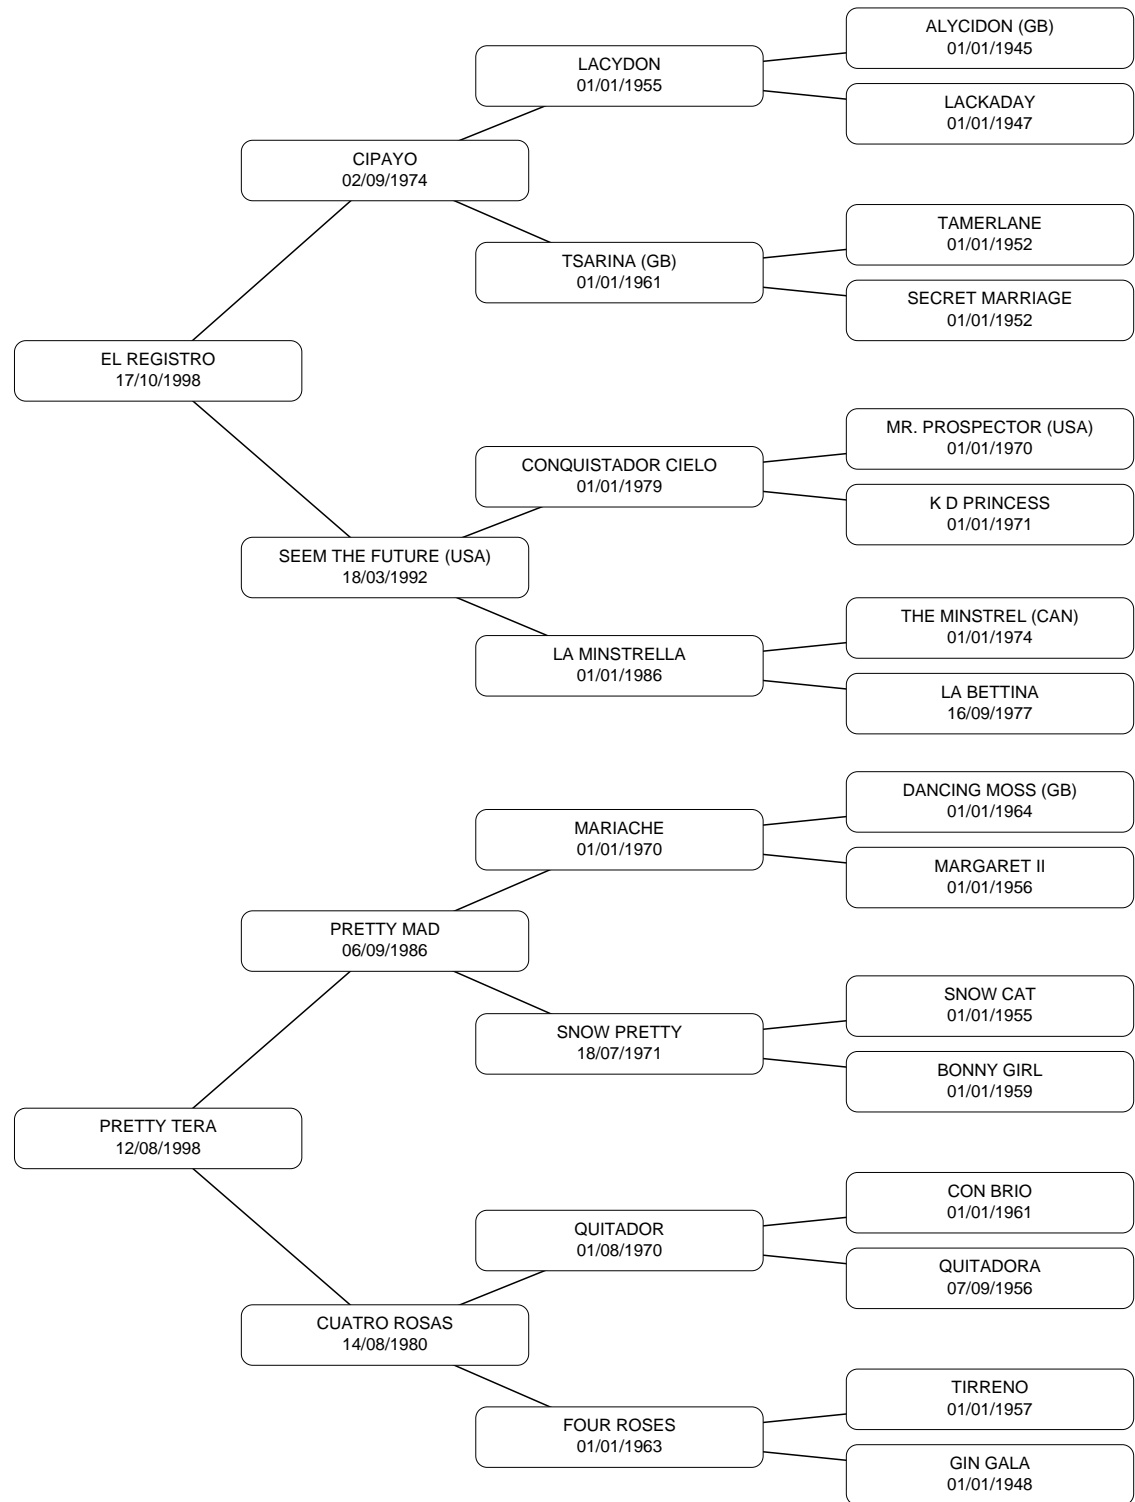 ALYCIDON (GB)
01/01/1945
LACYDON
01/01/1955
LACKADAY
01/01/1947
CIPAYO
02/09/1974
TAMERLANE
01/01/1952
TSARINA (GB)
01/01/1961
SECRET MARRIAGE
01/01/1952
EL REGISTRO
17/10/1998
MR. PROSPECTOR (USA)
01/01/1970
CONQUISTADOR CIELO
01/01/1979
K D PRINCESS
01/01/1971
SEEM THE FUTURE (USA)
18/03/1992
THE MINSTREL (CAN)
01/01/1974
LA MINSTRELLA
01/01/1986
LA BETTINA
16/09/1977
DANCING MOSS (GB)
01/01/1964
MARIACHE
01/01/1970
MARGARET II
01/01/1956
PRETTY MAD
06/09/1986
SNOW CAT
01/01/1955
SNOW PRETTY
18/07/1971
BONNY GIRL
01/01/1959
PRETTY TERA
12/08/1998
CON BRIO
01/01/1961
QUITADOR
01/08/1970
QUITADORA
07/09/1956
CUATRO ROSAS
14/08/1980
TIRRENO
01/01/1957
FOUR ROSES
01/01/1963
GIN GALA
01/01/1948